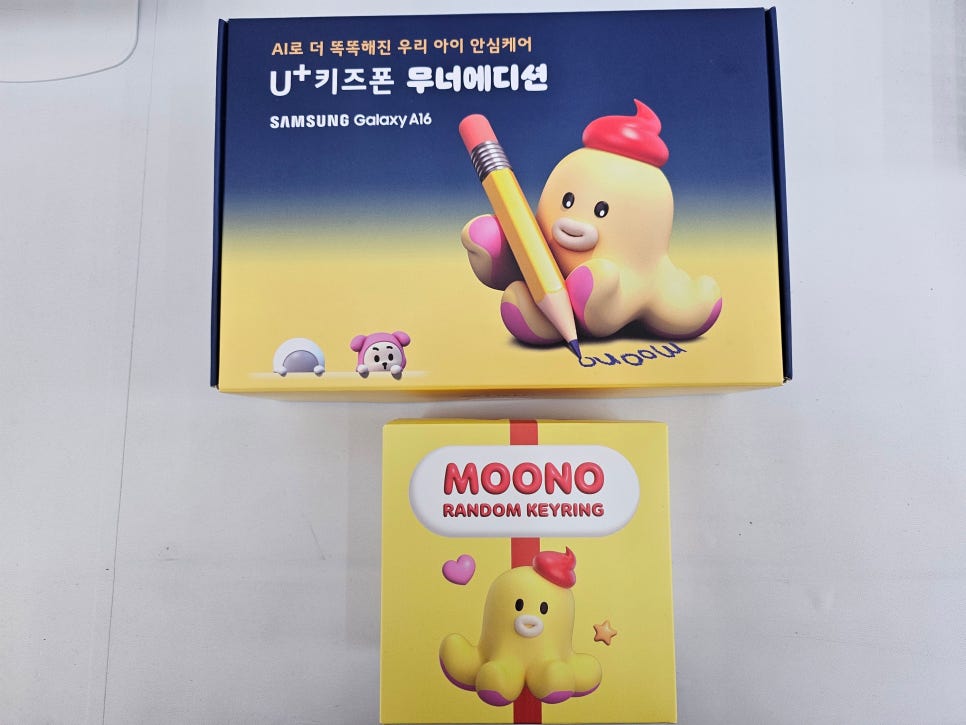 AI로 더 똑똑해진 우리 아이 안심케어
U+키즈폰 무너에디션
SAMSUNG Galaxy A16
moono
MOONO
RANDOM KEYRING